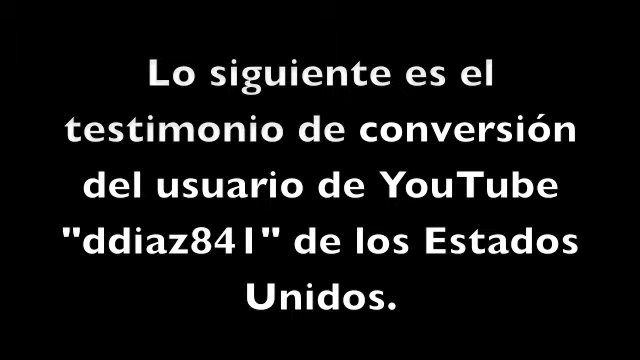 Lo siguiente es el
testimonio de conversión
del usuario de YouTube
"ddiaz841" de los Estados
Unidos.